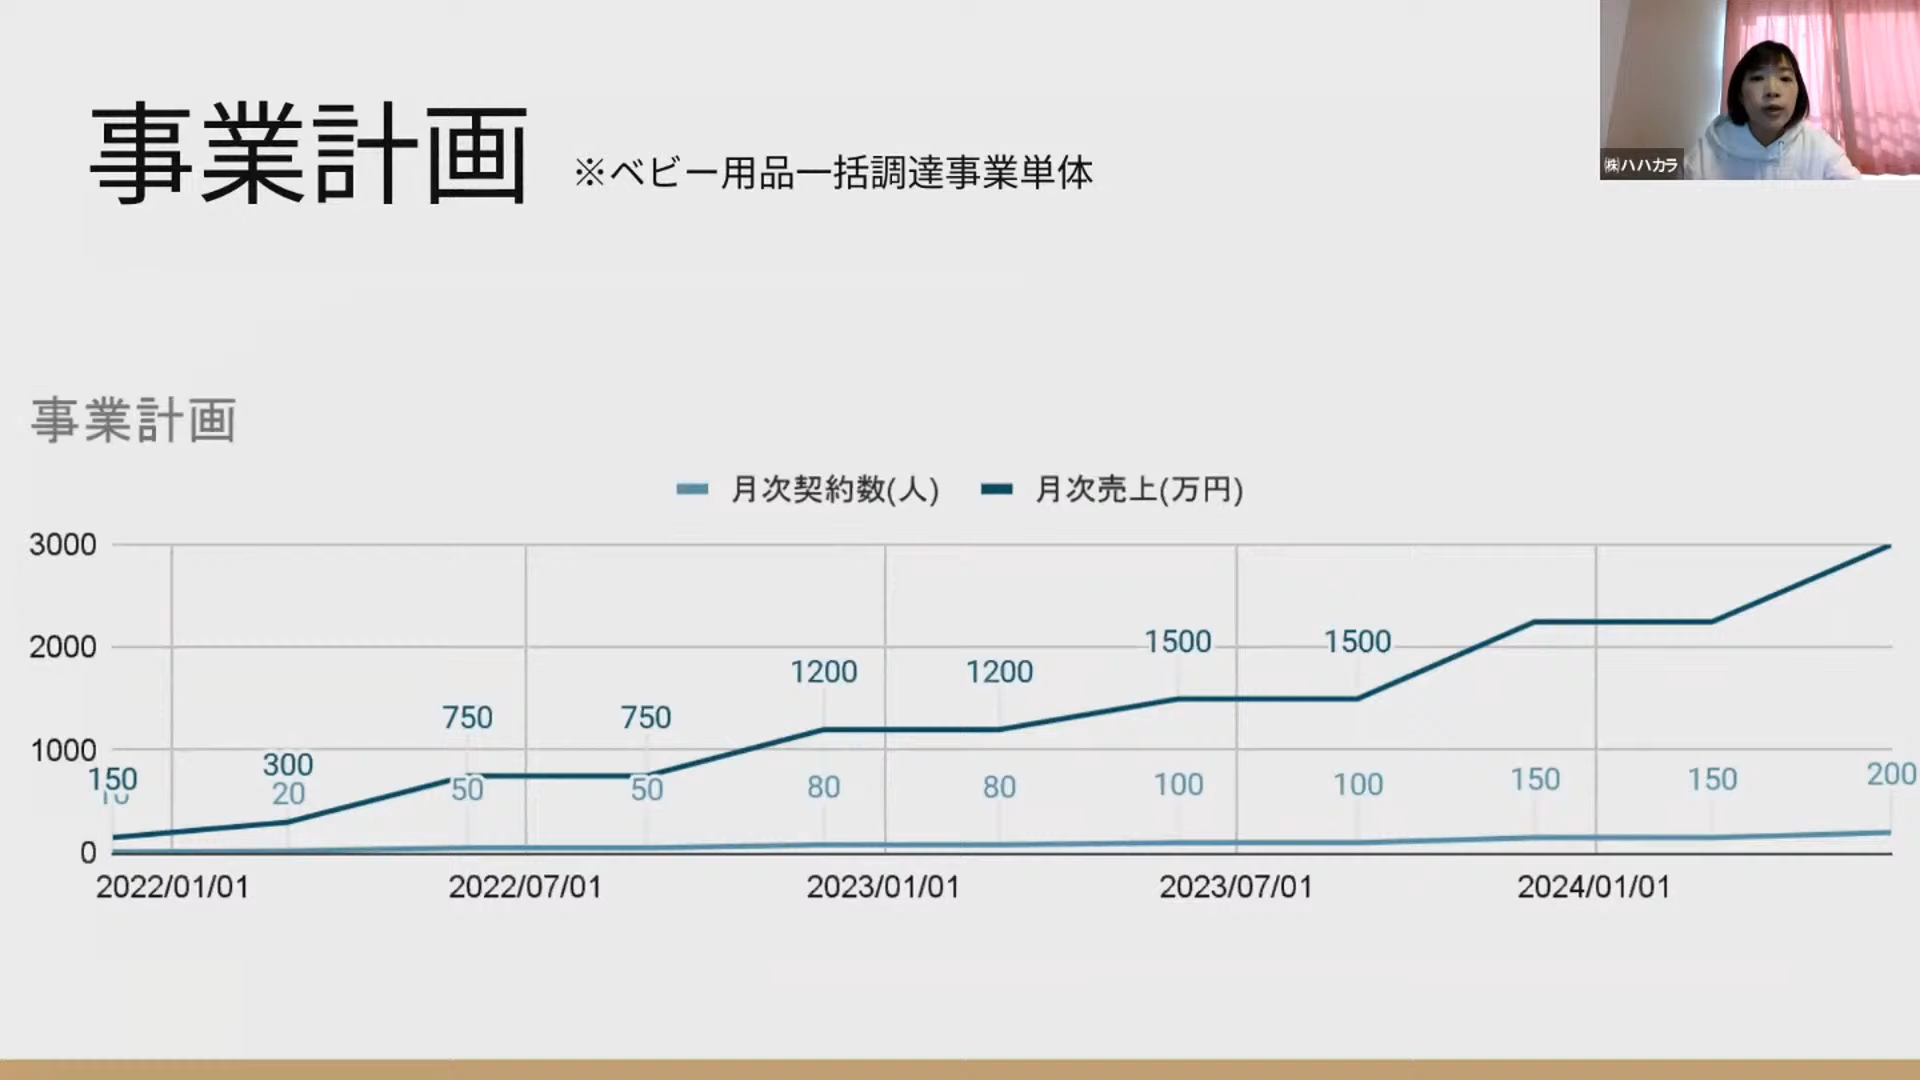 事業計画 ※ベビー用品一括調達事業単体
㈱ハハカラ
事業計画
月次契約数(人) 月次売上(万円)
3000
2000
1000
0
150 300 750 750 1200 1200 1500 1500
20 50 50 80 80 100 100 150 150 200
2022/01/01 2022/07/01 2023/01/01 2023/07/01 2024/01/01